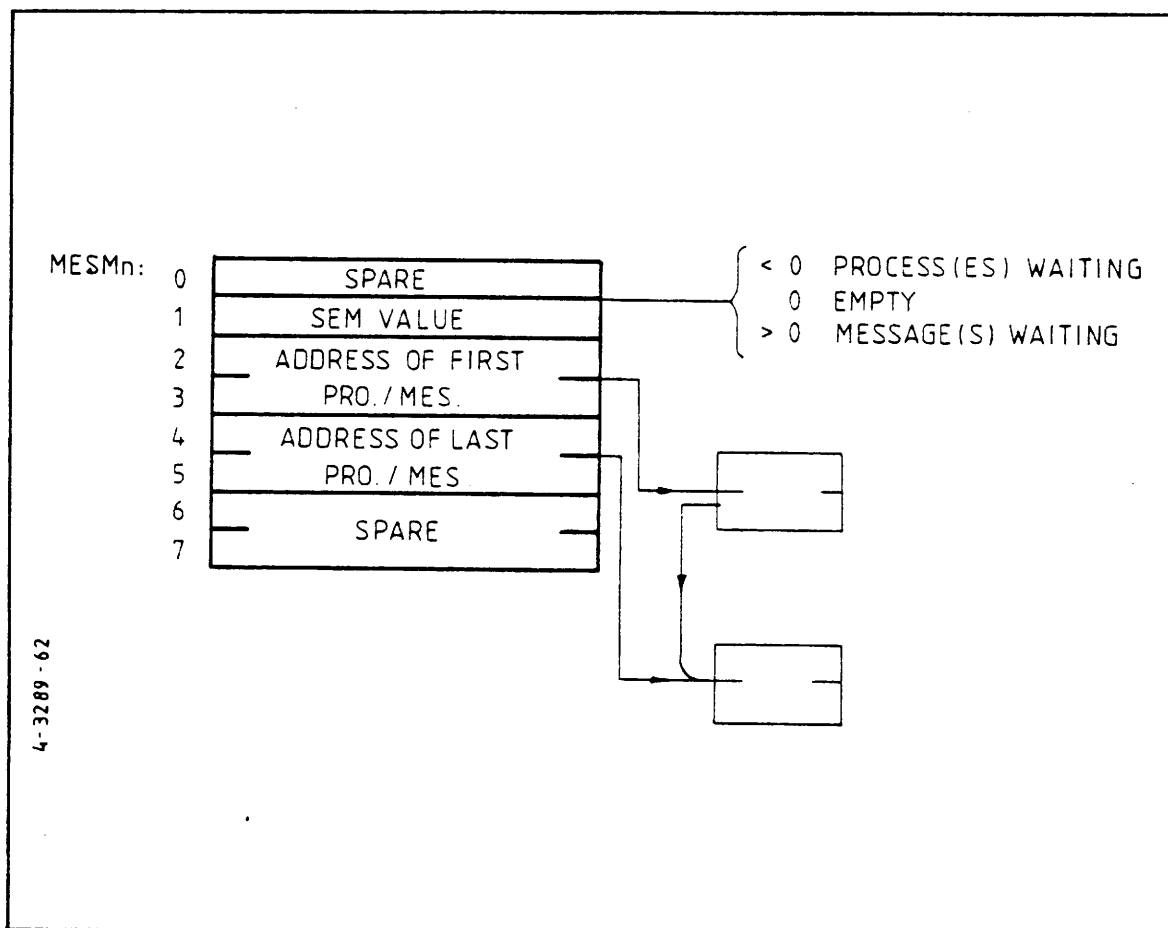 MESMn:
0 SPARE
1 SEM VALUE
2 ADDRESS OF FIRST
3 PRO./MES.
4 ADDRESS OF LAST
5 PRO./MES
6
SPARE
7
< 0 PROCESS(ES) WAITING
0 EMPTY
> 0 MESSAGE(S) WAITING
4-3289-62